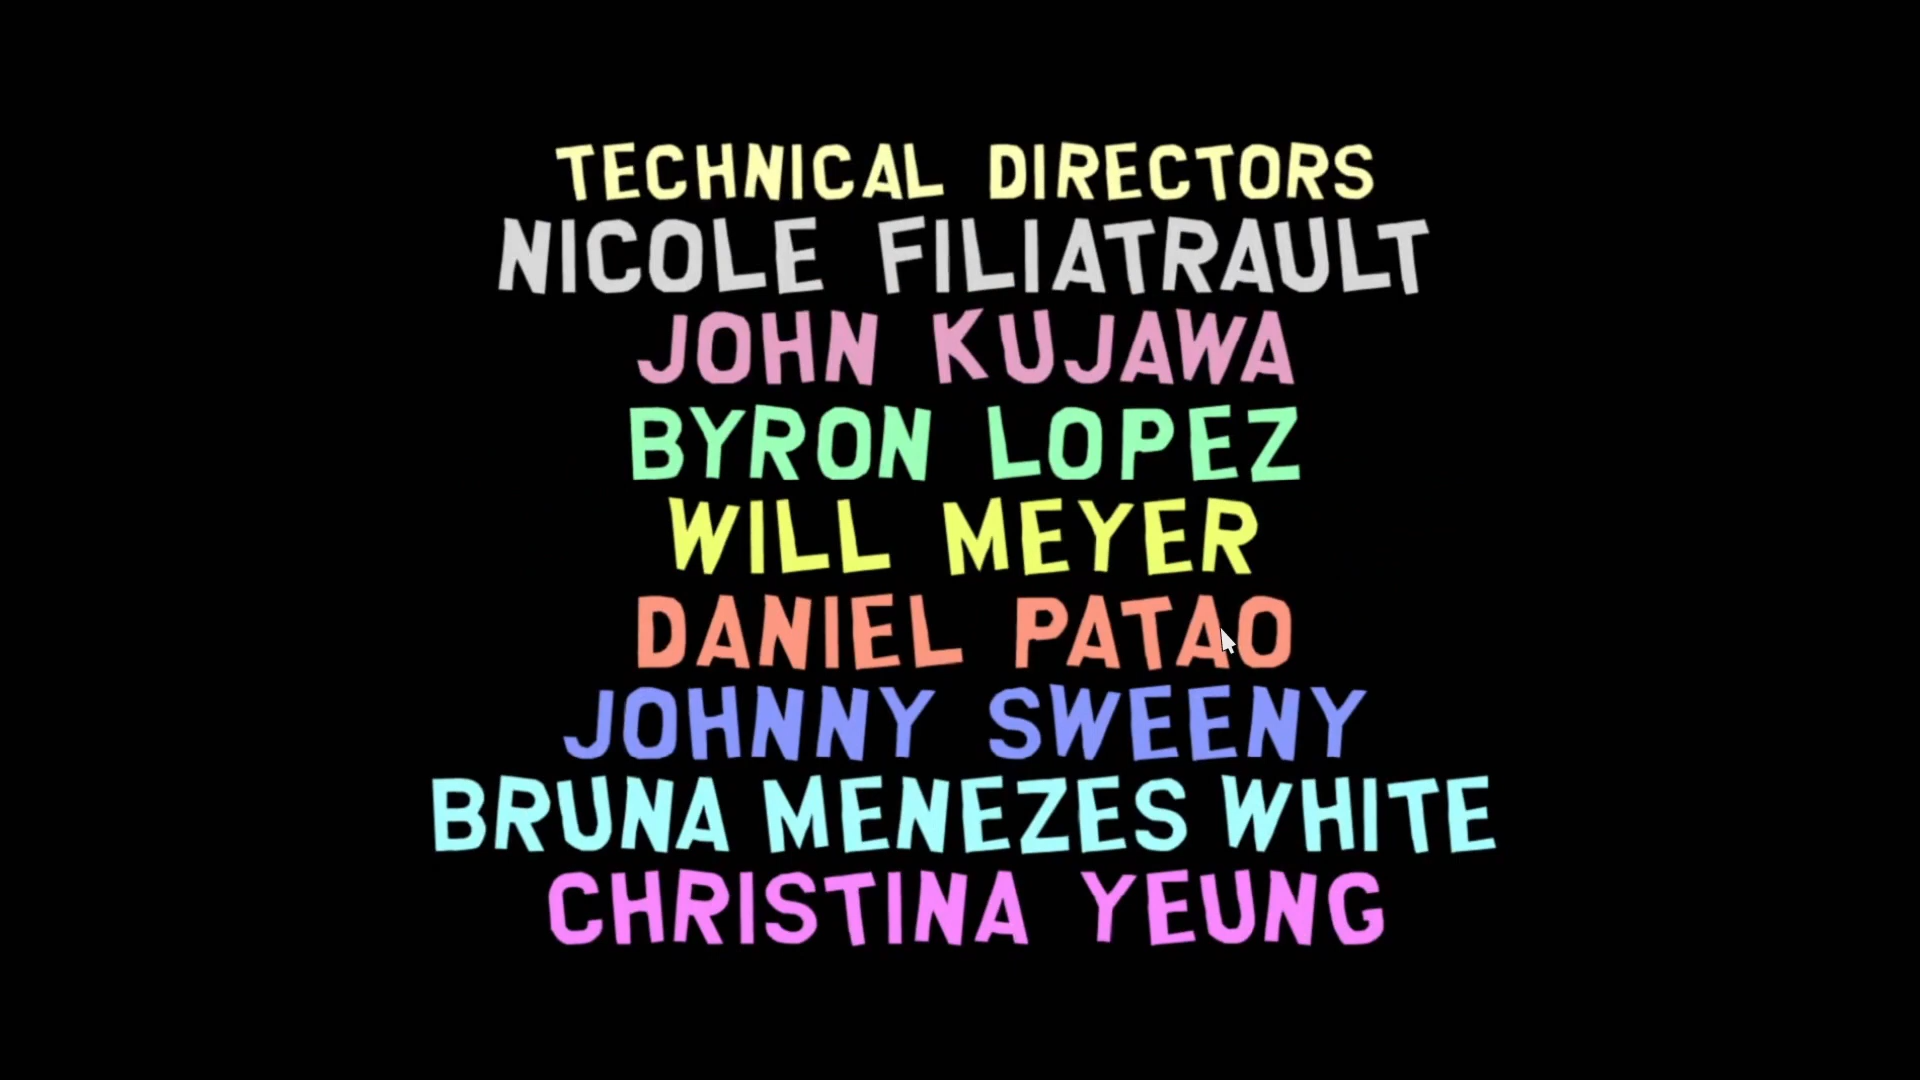 TECHNICAL DIRECTORS
NICOLE FILIATRAULT
JOHN KUJAWA
BYRON LOPEZ
WILL MEYER
DANIEL PATAO
JOHNNY SWEENY
BRUNA MENEZES WHITE
CHRISTINA YEUNG